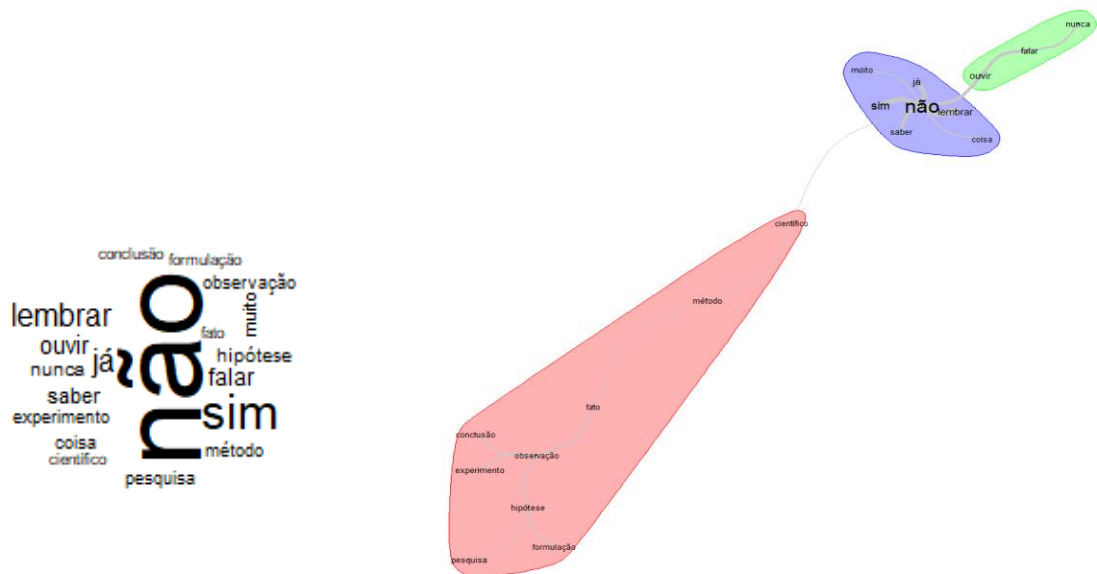 conclusão
formulação
observação
muito
lembrar
fato
não
ouvir
já
hipótese
nunca
falar
saber
sim
experimento
coisa
método
científico
pesquisa
nunca
falar
ouvir
muito
já
sim
não
lembrar
saber
coisa
científico
método
fato
conclusão
observação
experimento
hipótese
formulação
pesquisa